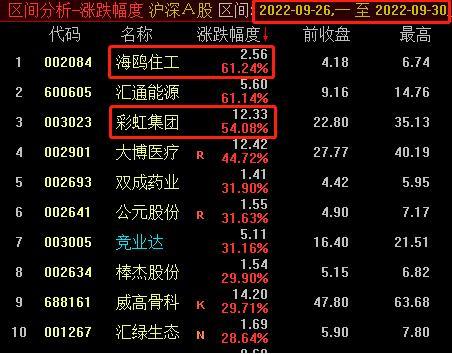 区间分析-涨跌幅度 沪深A股 区间: 2022-09-26,一 至 2022-09-30
代码 名称 涨跌幅度↓ 前收盘 最高
1 002084 海鸥住工 2.56 61.24% 4.18 6.74
2 600605 汇通能源 5.60 61.14% 9.16 14.76
3 003023 彩虹集团 12.33 54.08% 22.80 35.13
4 002901 大博医疗 R 12.42 44.72% 27.77 40.19
5 002693 双成药业 1.41 31.90% 4.42 5.95
6 002641 公元股份 R 1.55 31.63% 4.90 7.17
7 003005 竞业达 5.11 31.16% 16.40 21.51
8 002634 棒杰股份 1.54 29.90% 5.15 6.82
9 688161 威高骨科 K 14.20 29.71% 47.80 63.68
10 001267 汇绿生态 N 1.69 28.64% 5.90 7.80